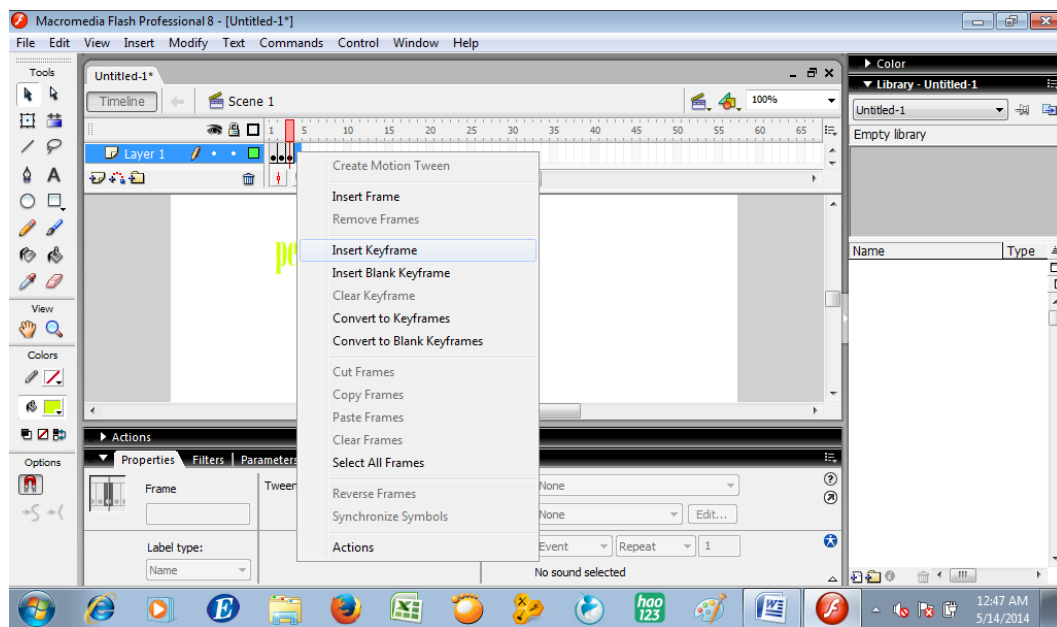 Macromedia Flash Professional 8 - [Untitled-1*]
File Edit View Insert Modify Text Commands Control Window Help
Tools
View
Colors
Options
Untitled-1*
Timeline
Scene 1
100%
1 5 10 15 20 25 30 35 40 45 50 55 60 65
Layer 1
Create Motion Tween
Insert Frame
Remove Frames
Insert Keyframe
Insert Blank Keyframe
Clear Keyframe
Convert to Keyframes
Convert to Blank Keyframes
Cut Frames
Copy Frames
Paste Frames
Clear Frames
Select All Frames
Reverse Frames
Synchronize Symbols
Actions
Actions
Properties Filters Parameters
Frame
Tween
None
None Edit...
Label type:
Name
Event Repeat 1
No sound selected
Color
Library - Untitled-1
Untitled-1
Empty library
Name Type
hao
123
12:47 AM
5/14/2014